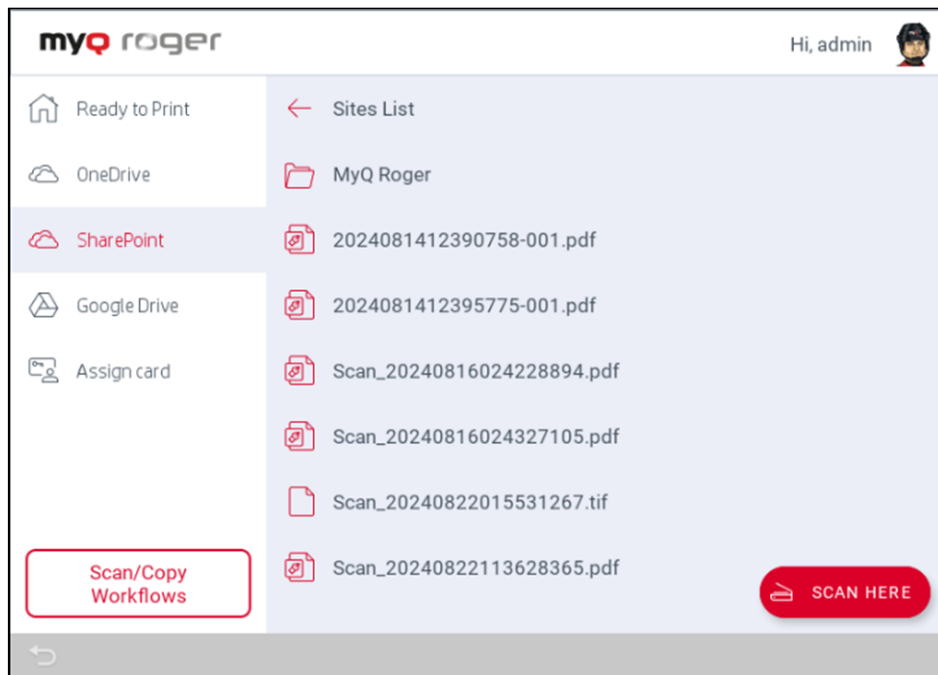 myQ roger
Hi, admin
Ready to Print
OneDrive
SharePoint
Google Drive
Assign card
Scan/Copy
Workflows
Sites List
MyQ Roger
2024081412390758-001.pdf
2024081412395775-001.pdf
Scan_20240816024228894.pdf
Scan_20240816024327105.pdf
Scan_20240822015531267.tif
Scan_20240822113628365.pdf
SCAN HERE